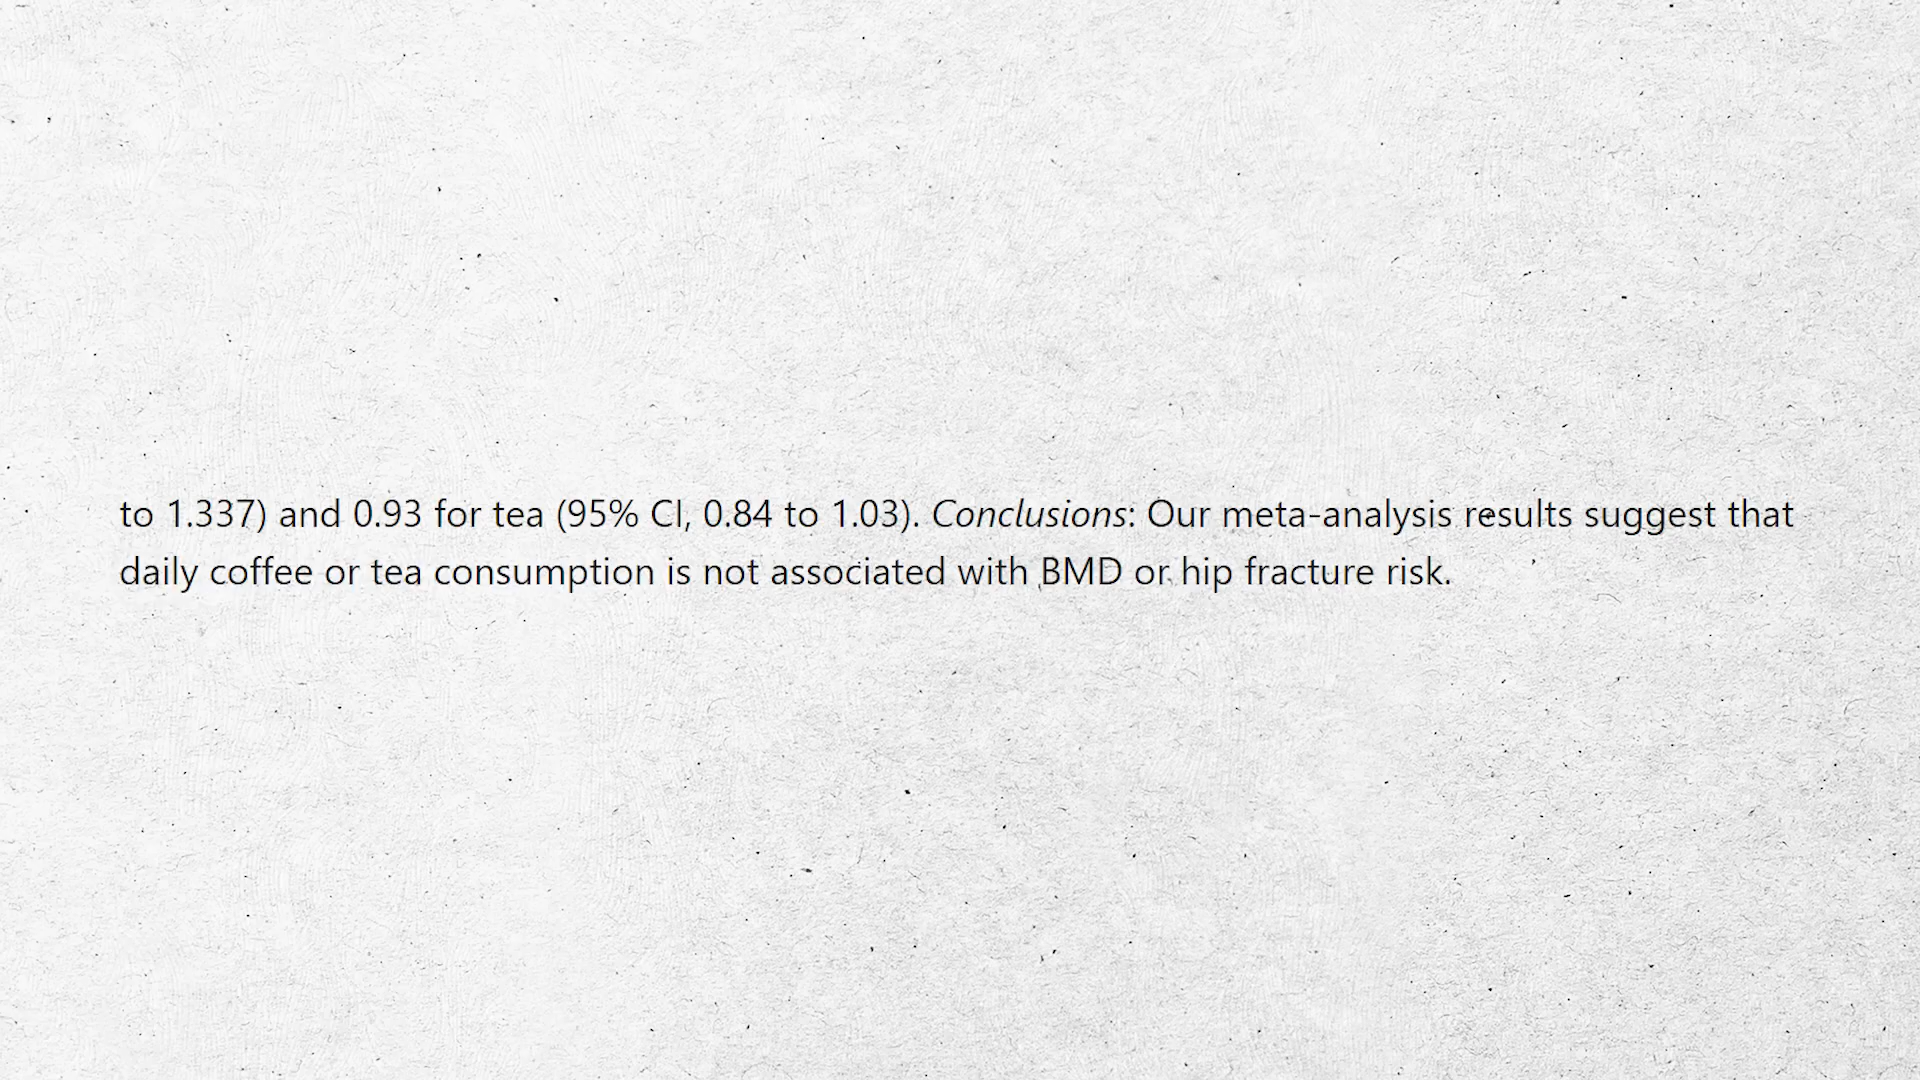 to 1.337) and 0.93 for tea (95% CI, 0.84 to 1.03). Conclusions: Our meta-analysis results suggest that
daily coffee or tea consumption is not associated with BMD or hip fracture risk.